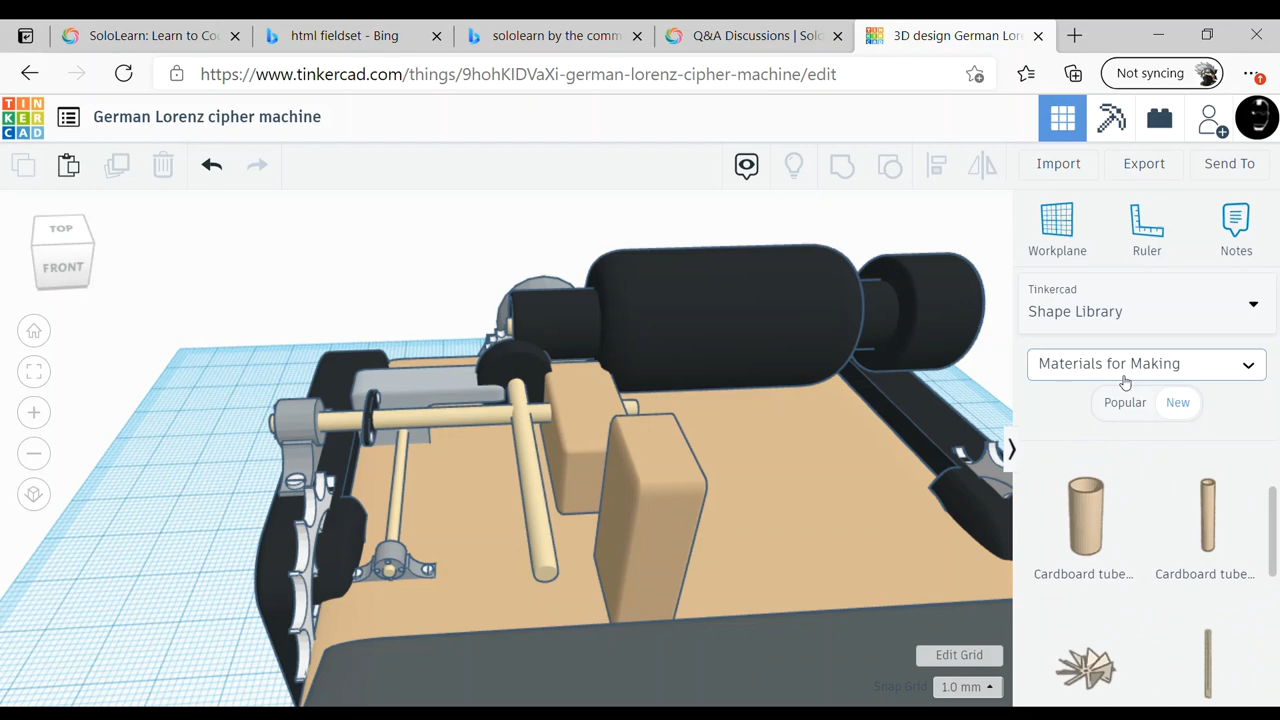 SoloLearn: Learn to Co
html fieldset - Bing
sololearn by the comm
Q&A Discussions | Solo
3D design German Lor
https://www.tinkercad.com/things/9hohKIDVaXi-german-lorenz-cipher-machine/edit
Not syncing
TIN
KER
CAD
German Lorenz cipher machine
Import
Export
Send To
TOP
FRONT
Workplane
Ruler
Notes
Tinkercad
Shape Library
Materials for Making
Popular
New
Cardboard tube...
Cardboard tube...
Edit Grid
Snap Grid
1.0 mm